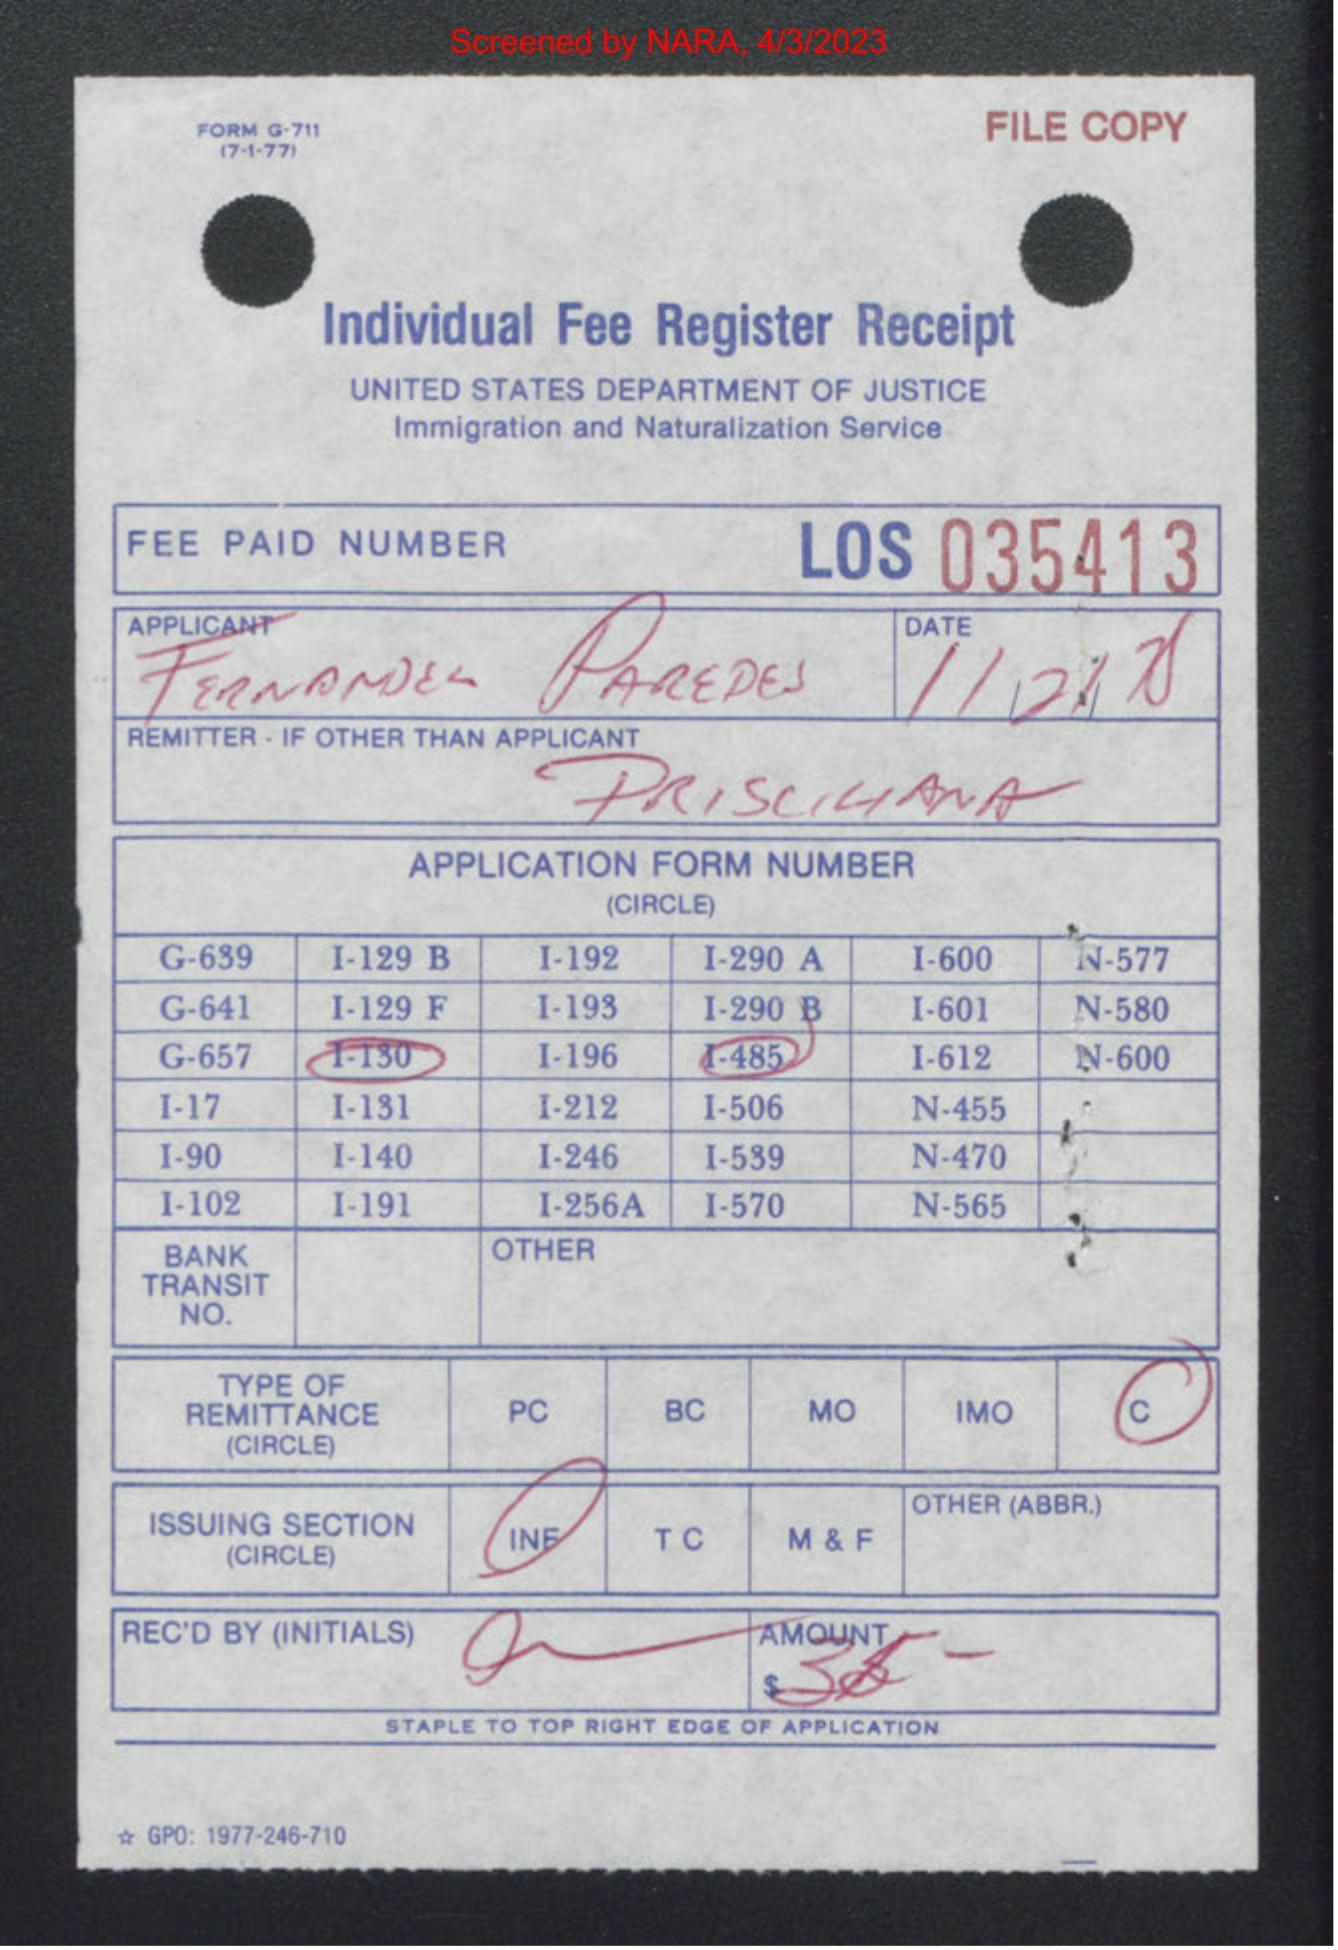 Screened by NARA, 4/3/2023
FORM G-711
(7-1-77)
FILE COPY
Individual Fee Register Receipt
UNITED STATES DEPARTMENT OF JUSTICE
Immigration and Naturalization Service
FEE PAID NUMBER LOS 035413
APPLICANT DATE
FERNANDEZ PAREDES 11/21/78
REMITTER - IF OTHER THAN APPLICANT
PRISCILIANA
APPLICATION FORM NUMBER
(CIRCLE)
G-639 I-129 B I-192 I-290 A I-600 N-577
G-641 I-129 F I-193 I-290 B I-601 N-580
G-657 I-130 I-196 I-485 I-612 N-600
I-17 I-131 I-212 I-506 N-455
I-90 I-140 I-246 I-539 N-470
I-102 I-191 I-256A I-570 N-565
BANK
TRANSIT
NO.
OTHER
TYPE OF
REMITTANCE
(CIRCLE)
PC BC MO IMO C
ISSUING SECTION
(CIRCLE)
INF T C M & F
OTHER (ABBR.)
REC'D BY (INITIALS)
AMOUNT
$35-
STAPLE TO TOP RIGHT EDGE OF APPLICATION
☆ GPO: 1977-246-710